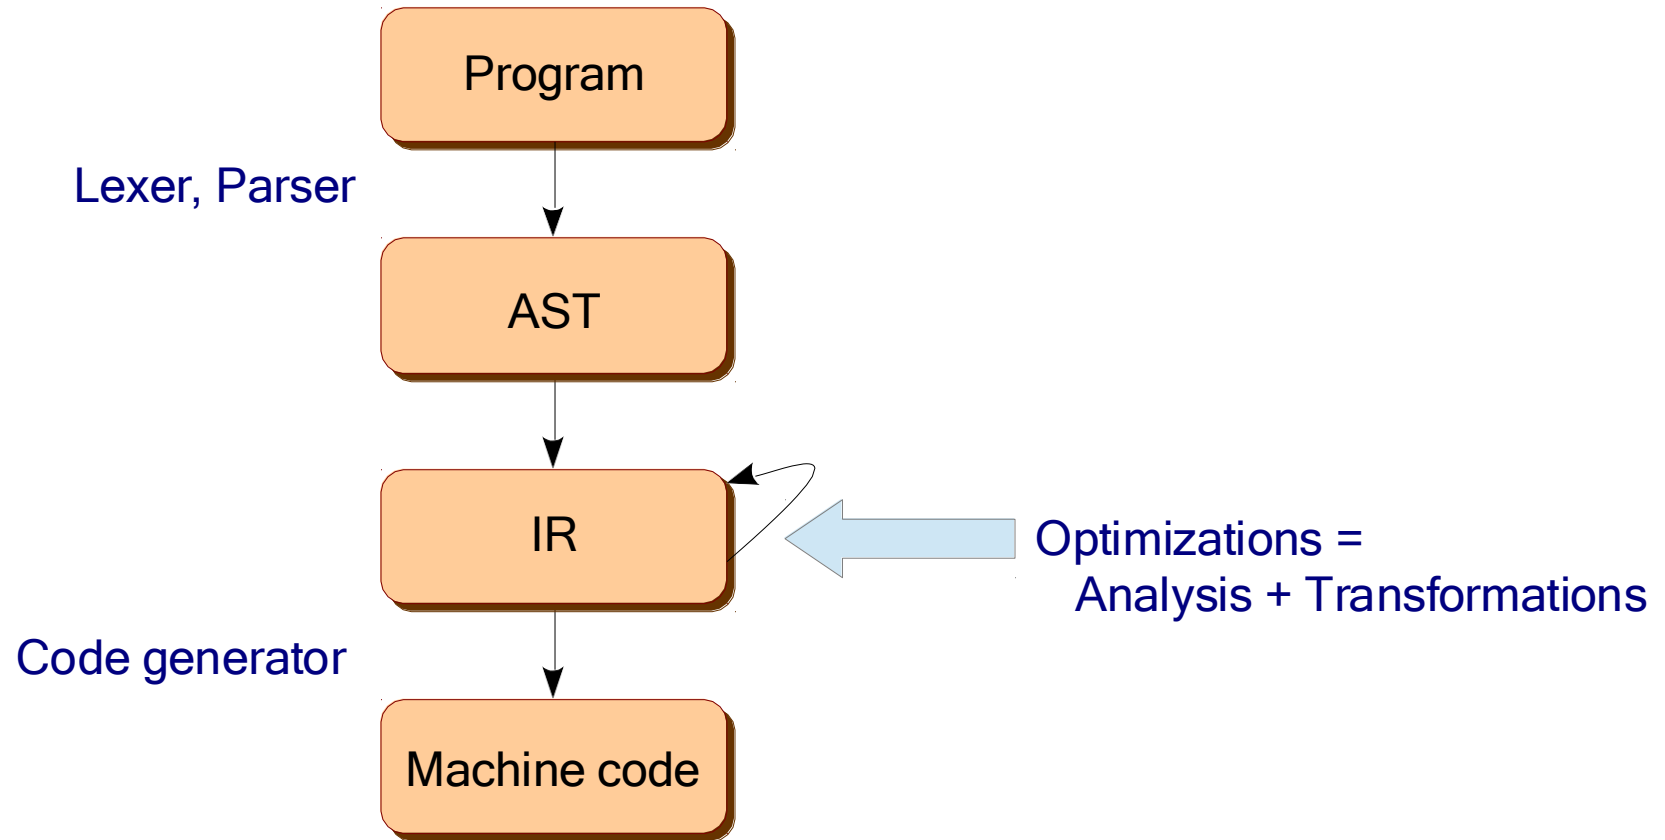 Program
Lexer, Parser
AST
IR
Optimizations =
Analysis + Transformations
Code generator
Machine code